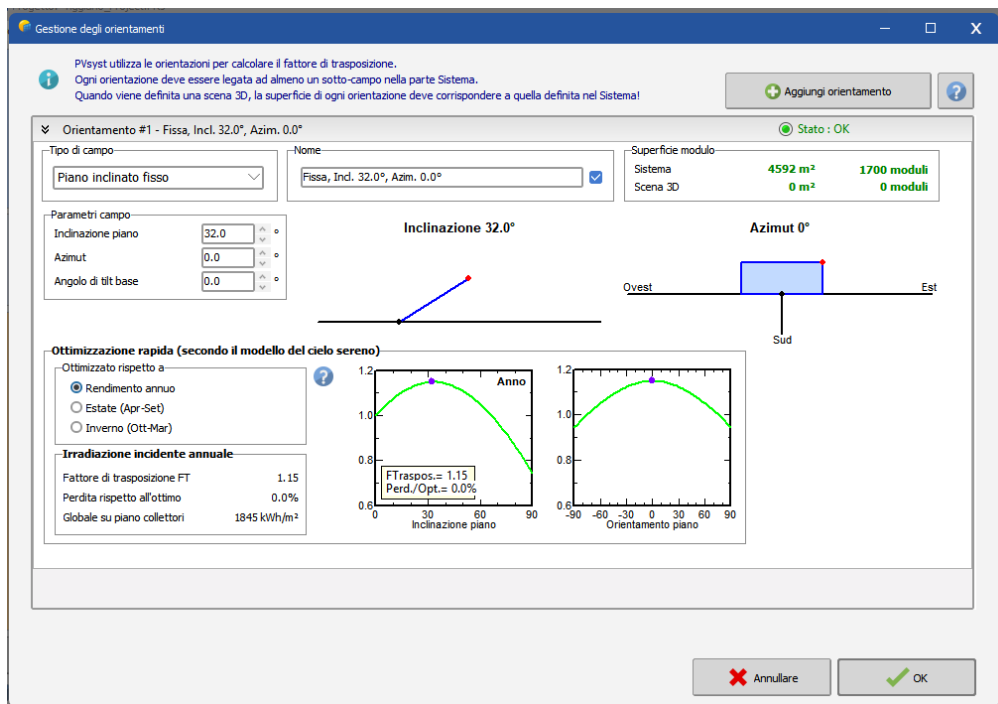 Gestione degli orientamenti
PVsyst utilizza le orientazioni per calcolare il fattore di trasposizione.
Ogni orientazione deve essere legata ad almeno un sotto-campo nella parte Sistema.
Quando viene definita una scena 3D, la superficie di ogni orientazione deve corrispondere a quella definita nel Sistema!
Aggiungi orientamento
Orientamento #1 - Fissa, Incl. 32.0°, Azim. 0.0°
Stato : OK
Tipo di campo
Piano inclinato fisso
Nome
Fissa, Incl. 32.0°, Azim. 0.0°
Superficie modulo
Sistema 4592 m² 1700 moduli
Scena 3D 0 m² 0 moduli
Parametri campo
Inclinazione piano 32.0 °
Azimut 0.0 °
Angolo di tilt base 0.0 °
Inclinazione 32.0°
Azimut 0°
Ovest Est
Sud
Ottimizzazione rapida (secondo il modello del cielo sereno)
Ottimizzato rispetto a
Rendimento annuo
Estate (Apr-Set)
Inverno (Ott-Mar)
?
Irradiazione incidente annuale
Fattore di trasposizione FT 1.15
Perdita rispetto all'ottimo 0.0%
Globale su piano collettori 1845 kWh/m²
Anno
1.2
1.0
0.8
0.6
FTraspos.= 1.15
Perd./Opt.= 0.0%
0 30 60 90
Inclinazione piano
1.2
1.0
0.8
0.6
-90 -60 -30 0 30 60 90
Orientamento piano
Annullare
OK